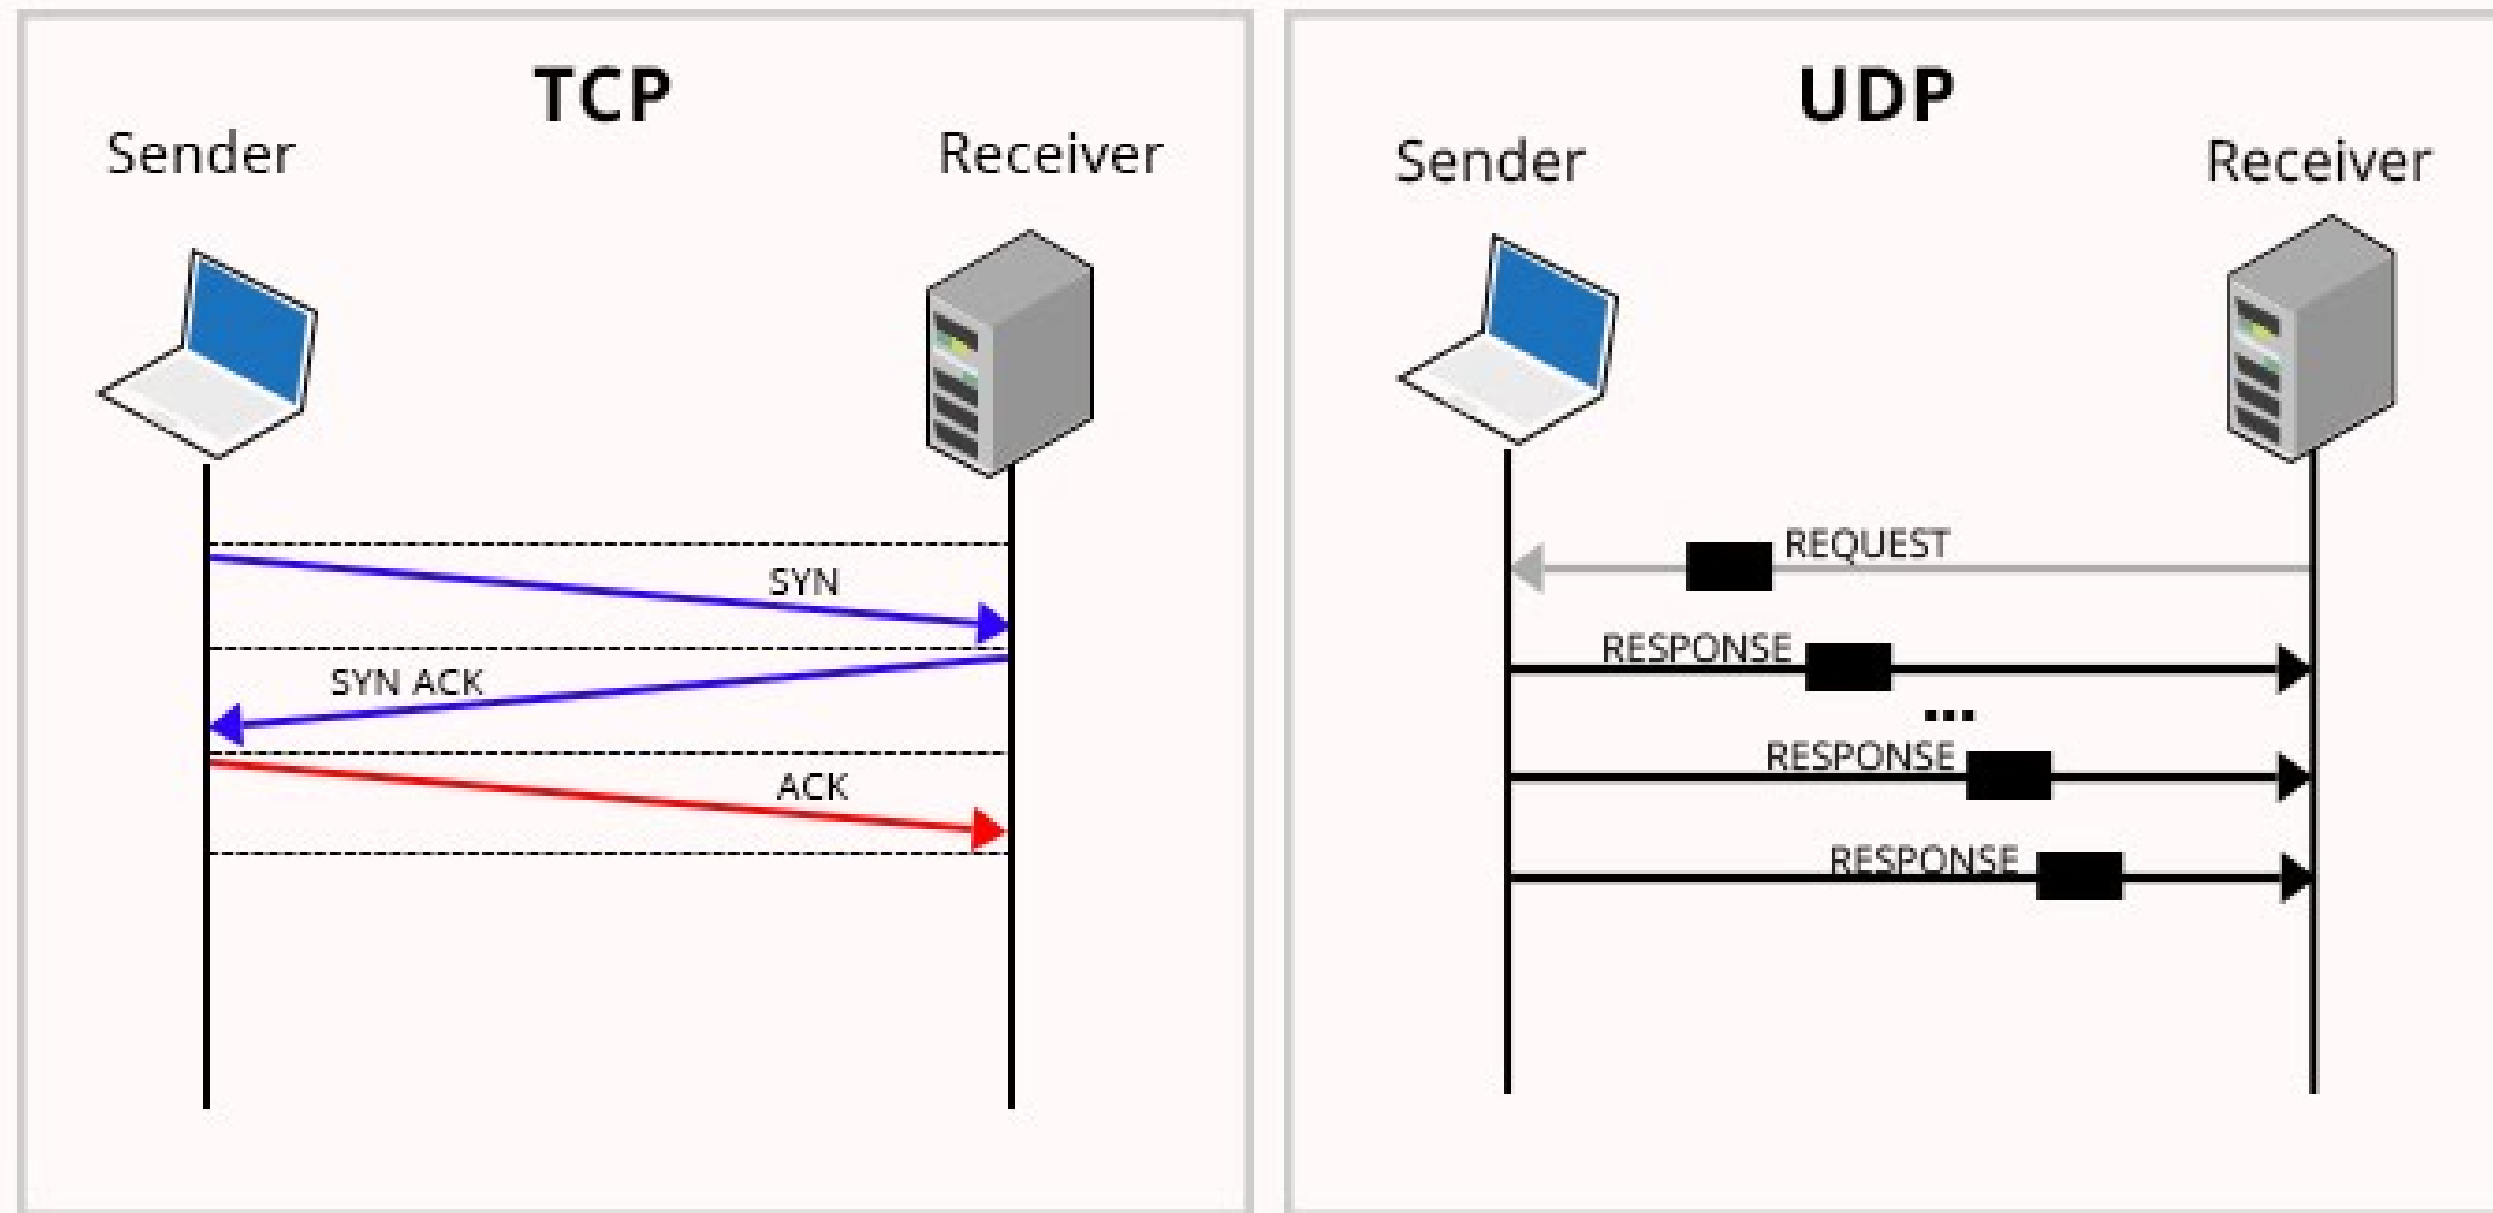 TCP
Sender
Receiver
SYN
SYN ACK
ACK
UDP
Sender
Receiver
REQUEST
RESPONSE
...
RESPONSE
RESPONSE